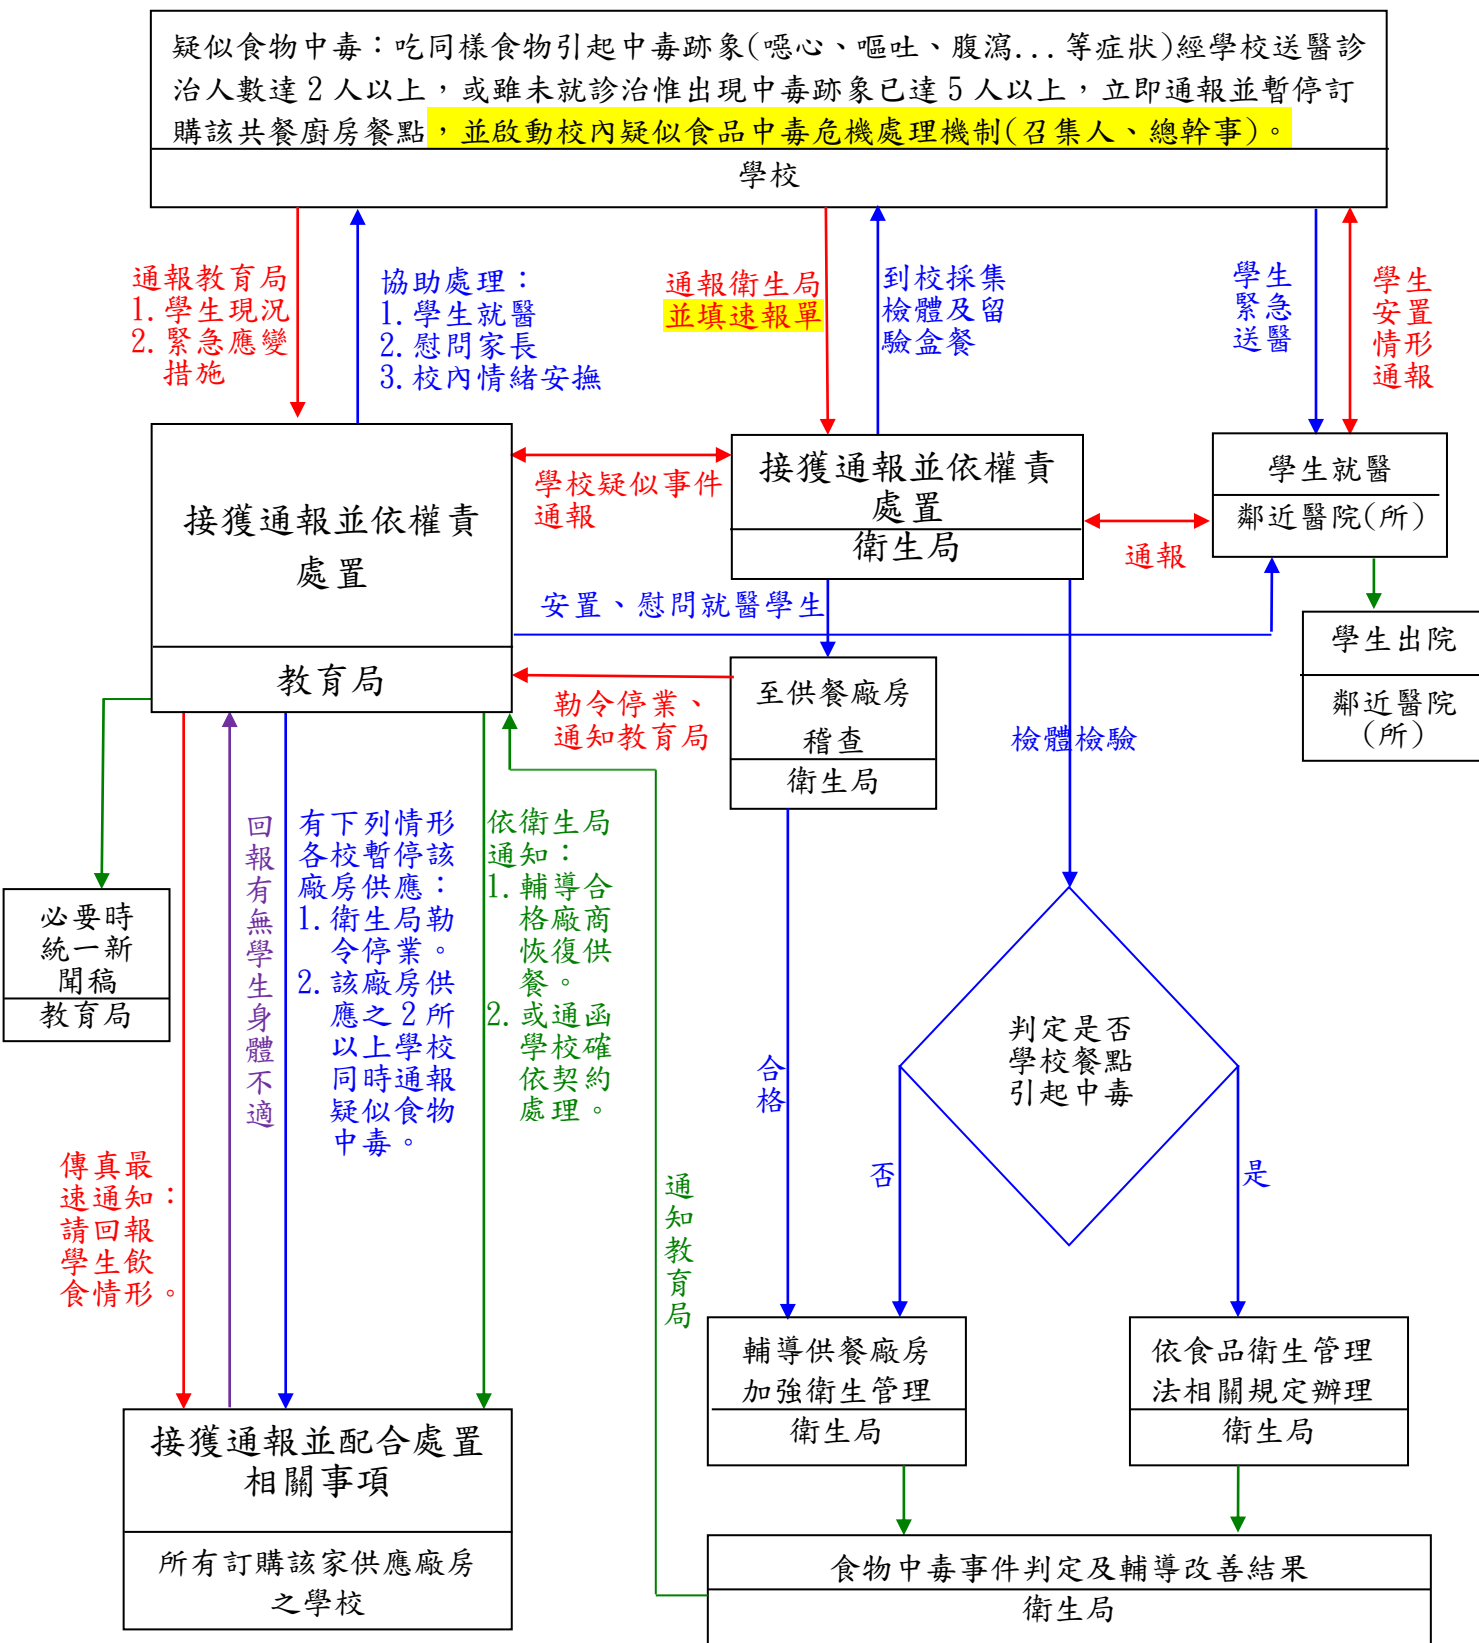 疑似食物中毒：吃同樣食物引起中毒跡象(噁心、嘔吐、腹瀉...等症狀)經學校送醫診
治人數達2人以上，或雖未就診治惟出現中毒跡象已達5人以上，立即通報並暫停訂
購該共餐廚房餐點，並啟動校內疑似食品中毒危機處理機制(召集人、總幹事)。
學校
通報教育局
1.學生現況
2.緊急應變
措施
協助處理：
1.學生就醫
2.慰問家長
3.校內情緒安撫
通報衛生局
並填速報單
到校採集
檢體及留
驗盒餐
學生
緊急
送醫
學生
安置
情形
通報
接獲通報並依權責
處置
教育局
學校疑似事件
通報
接獲通報並依權責
處置
衛生局
通報
學生就醫
鄰近醫院(所)
安置、慰問就醫學生
學生出院
鄰近醫院
(所)
勒令停業、
通知教育局
至供餐廠房
稽查
衛生局
檢體檢驗
必要時
統一新
聞稿
教育局
回報有無學生身體不適
有下列情形
各校暫停該
廠房供應：
1.衛生局勒
令停業。
2.該廠房供
應之2所
以上學校
同時通報
疑似食物
中毒。
依衛生局
通知：
1.輔導合
格廠商
恢復供
餐。
2.或通函
學校確
依契約
處理。
傳真最
速通知：
請回報
學生飲
食情形。
通知教育局
合格
判定是否
學校餐點
引起中毒
否
是
輔導供餐廠房
加強衛生管理
衛生局
依食品衛生管理
法相關規定辦理
衛生局
接獲通報並配合處置
相關事項
所有訂購該家供應廠房
之學校
食物中毒事件判定及輔導改善結果
衛生局